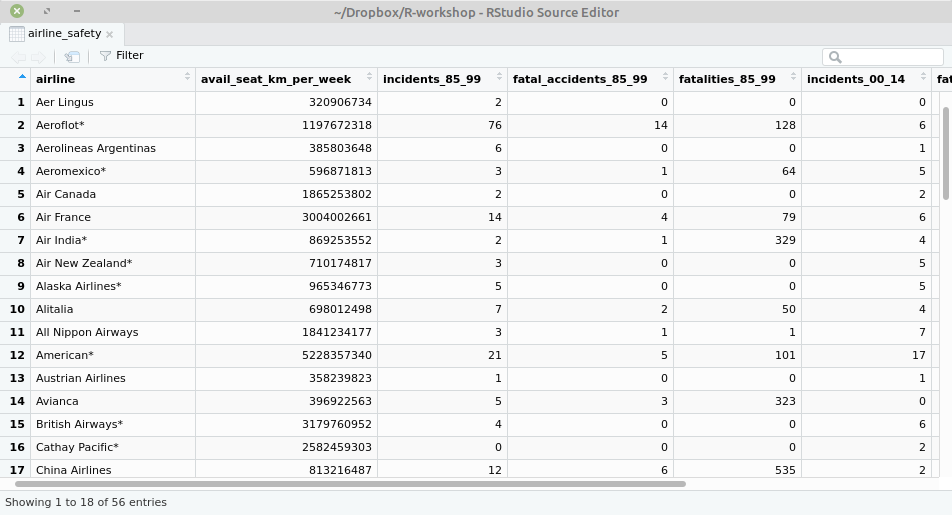 ~/Dropbox/R-workshop - RStudio Source Editor
airline_safety
Filter
airline avail_seat_km_per_week incidents_85_99 fatal_accidents_85_99 fatalities_85_99 incidents_00_14 fat
1 Aer Lingus 320906734 2 0 0 0
2 Aeroflot* 1197672318 76 14 128 6
3 Aerolineas Argentinas 385803648 6 0 0 1
4 Aeromexico* 596871813 3 1 64 5
5 Air Canada 1865253802 2 0 0 2
6 Air France 3004002661 14 4 79 6
7 Air India* 869253552 2 1 329 4
8 Air New Zealand* 710174817 3 0 0 5
9 Alaska Airlines* 965346773 5 0 0 5
10 Alitalia 698012498 7 2 50 4
11 All Nippon Airways 1841234177 3 1 1 7
12 American* 5228357340 21 5 101 17
13 Austrian Airlines 358239823 1 0 0 1
14 Avianca 396922563 5 3 323 0
15 British Airways* 3179760952 4 0 0 6
16 Cathay Pacific* 2582459303 0 0 0 2
17 China Airlines 813216487 12 6 535 2
Showing 1 to 18 of 56 entries